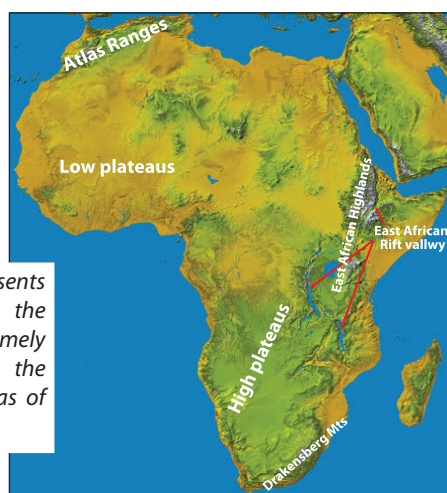 Atlas Ranges
Low plateaus
East African Highlands
East African
Rift vallwy
High plateaus
Drakensberg Mts
sents
the
mely
the
as of